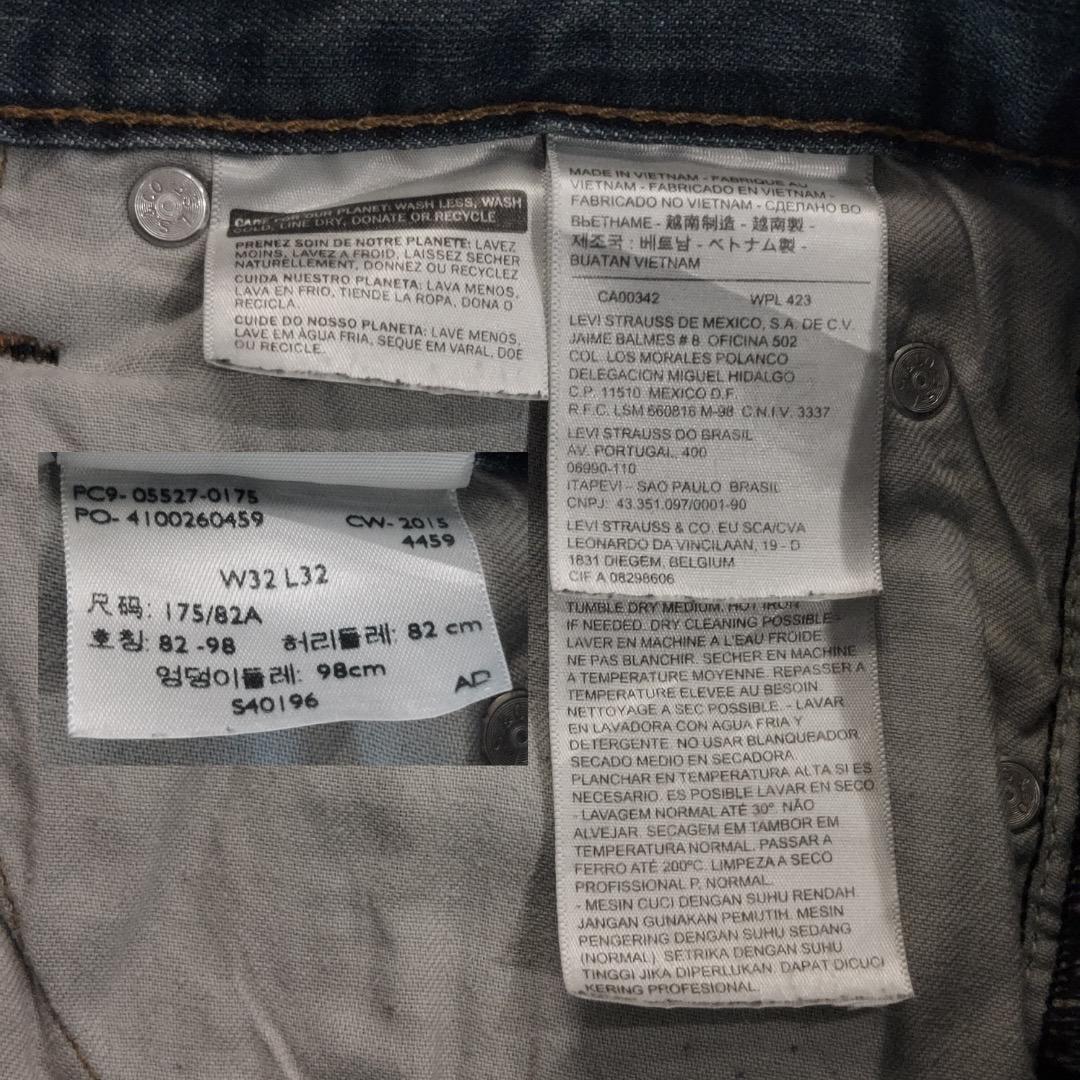 CARE FOR OUR PLANET: WASH LESS, WASH
COLD, LINE DRY, DONATE OR RECYCLE
PRENEZ SOIN DE NOTRE PLANETE: LAVEZ
MOINS, LAVEZ A FROID, LAISSEZ SECHER
NATURELLEMENT, DONNEZ OU RECYCLEZ
CUIDA NUESTRO PLANETA: LAVA MENOS,
LAVA EN FRIO, TIENDE LA ROPA, DONA O
RECICLA.
CUIDE DO NOSSO PLANETA: LAVE MENOS,
LAVE EM ÁGUA FRIA, SEQUE EM VARAL, DOE
OU RECICLE.
MADE IN VIETNAM - FABRIQUE AU
VIETNAM - FABRICADO EN VIETNAM -
FABRICADO NO VIETNAM - СДЕЛАНО ВО
ВЬЕТНАМЕ - 越南制造 - 越南製 -
제조국 : 베트남 - ベトナム製 -
BUATAN VIETNAM
CA00342 WPL 423
LEVI STRAUSS DE MEXICO, S.A. DE C.V.
JAIME BALMES # 8 OFICINA 502
COL. LOS MORALES POLANCO
DELEGACION MIGUEL HIDALGO
C.P. 11510 MEXICO D.F.
R.F.C. LSM 660816 M-98 C.N.I.V. 3337
LEVI STRAUSS DO BRASIL
AV. PORTUGAL, 400
06990-110
ITAPEVI - SAO PAULO BRASIL
CNPJ: 43.351.097/0001-90
LEVI STRAUSS & CO. EU SCA/CVA
LEONARDO DA VINCILAAN, 19 - D
1831 DIEGEM, BELGIUM
CIF A 08298606
TUMBLE DRY MEDIUM. HOT IRON
IF NEEDED. DRY CLEANING POSSIBLE -
LAVER EN MACHINE A L'EAU FROIDE.
NE PAS BLANCHIR. SECHER EN MACHINE
A TEMPERATURE MOYENNE. REPASSER A
TEMPERATURE ELEVEE AU BESOIN.
NETTOYAGE A SEC POSSIBLE. - LAVAR
EN LAVADORA CON AGUA FRIA Y
DETERGENTE. NO USAR BLANQUEADOR.
SECADO MEDIO EN SECADORA.
PLANCHAR EN TEMPERATURA ALTA SI ES
NECESARIO. ES POSIBLE LAVAR EN SECO
- LAVAGEM NORMAL ATÉ 30º. NÃO
ALVEJAR. SECAGEM EM TAMBOR EM
TEMPERATURA NORMAL. PASSAR A
FERRO ATÉ 200ºC. LIMPEZA A SECO
PROFISSIONAL P, NORMAL.
- MESIN CUCI DENGAN SUHU RENDAH.
JANGAN GUNAKAN PEMUTIH. MESIN
PENGERING DENGAN SUHU SEDANG
(NORMAL) SETRIKA DENGAN SUHU
TINGGI JIKA DIPERLUKAN. DAPAT DICUCI
KERING PROFESIONAL.
PC9- 05527-0175
PO- 4100260459 CW- 2015
4459
W32 L32
尺码: 175/82A
호칭: 82 -98 허리둘레: 82 cm
엉덩이둘레: 98cm
AD
S40196